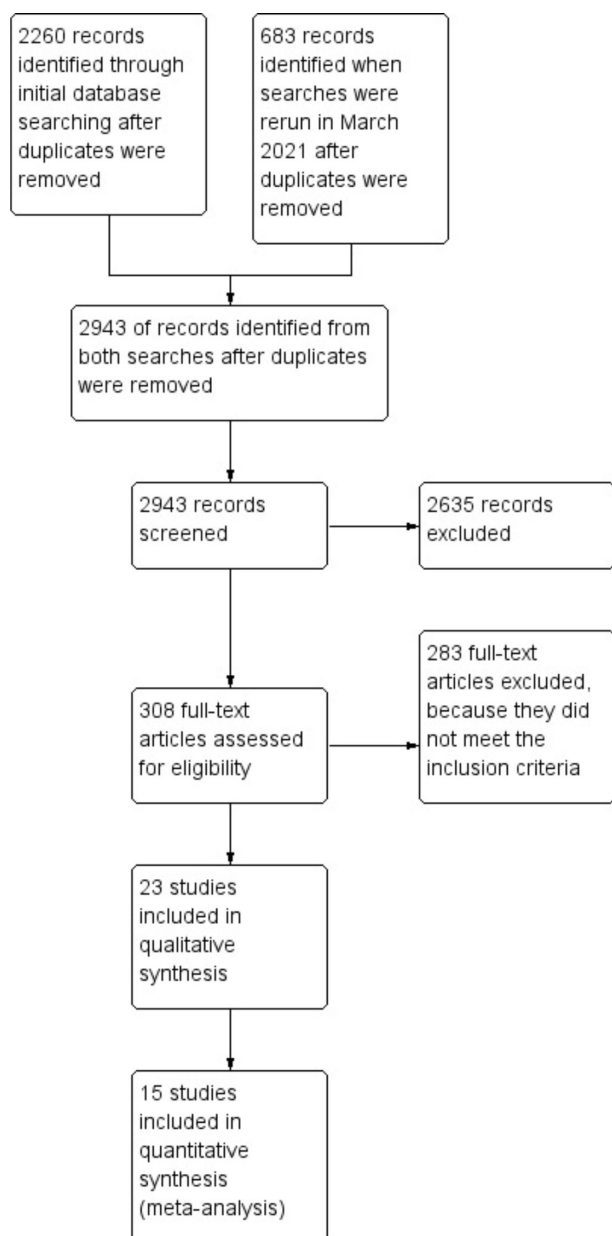 2260 records
identified through
initial database
searching after
duplicates were
removed
683 records
identified when
searches were
rerun in March
2021 after
duplicates were
removed
2943 of records identified from
both searches after duplicates
were removed
2943 records
screened
2635 records
excluded
308 full-text
articles assessed
for eligibility
283 full-text
articles excluded,
because they did
not meet the
inclusion criteria
23 studies
included in
qualitative
synthesis
15 studies
included in
quantitative
synthesis
(meta-analysis)